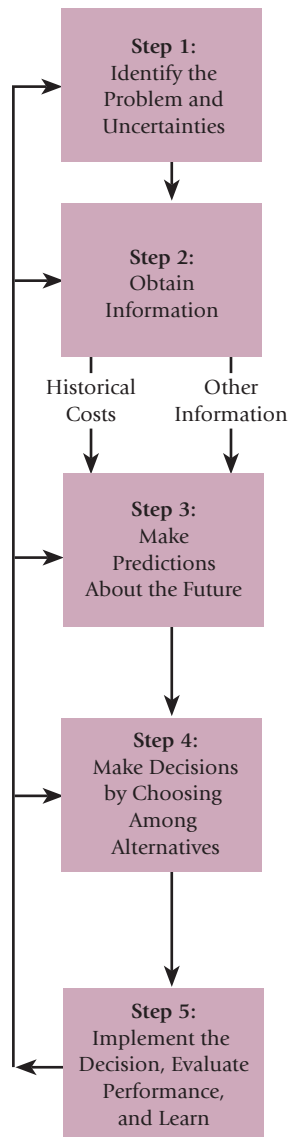 Step 1:
Identify the
Problem and
Uncertainties
Step 2:
Obtain
Information
Historical
Costs
Other
Information
Step 3:
Make
Predictions
About the Future
Step 4:
Make Decisions
by Choosing
Among
Alternatives
Step 5:
Implement the
Decision, Evaluate
Performance,
and Learn